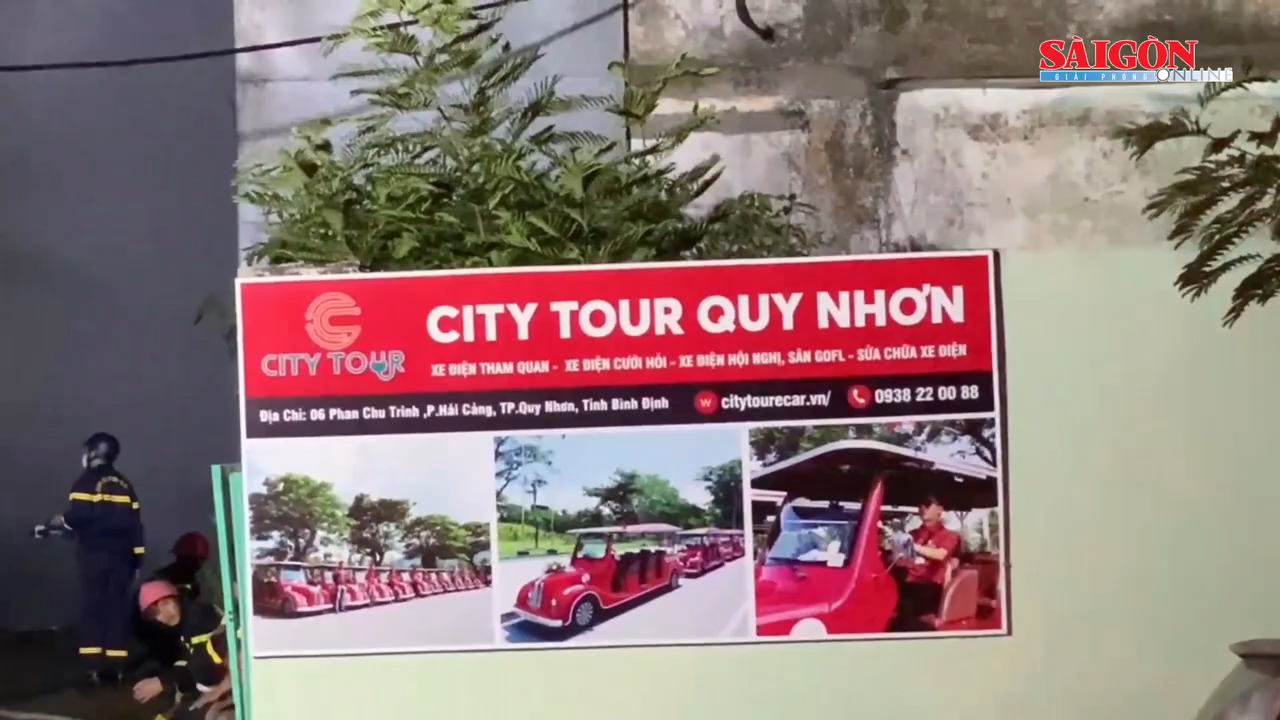 SÀIGÒN
GIẢI PHÓNG ONLINE
CITY TOUR QUY NHƠN
CITY TOUR
XE ĐIỆN THAM QUAN - XE ĐIỆN CƯỚI HỎI - XE ĐIỆN HỘI NGHỊ, SÂN GOFL - SỬA CHỮA XE ĐIỆN
Địa Chỉ: 06 Phan Chu Trinh ,P.Hải Cảng, TP.Quy Nhơn, Tỉnh Bình Định
W citytourecar.vn/ 0938 22 00 88